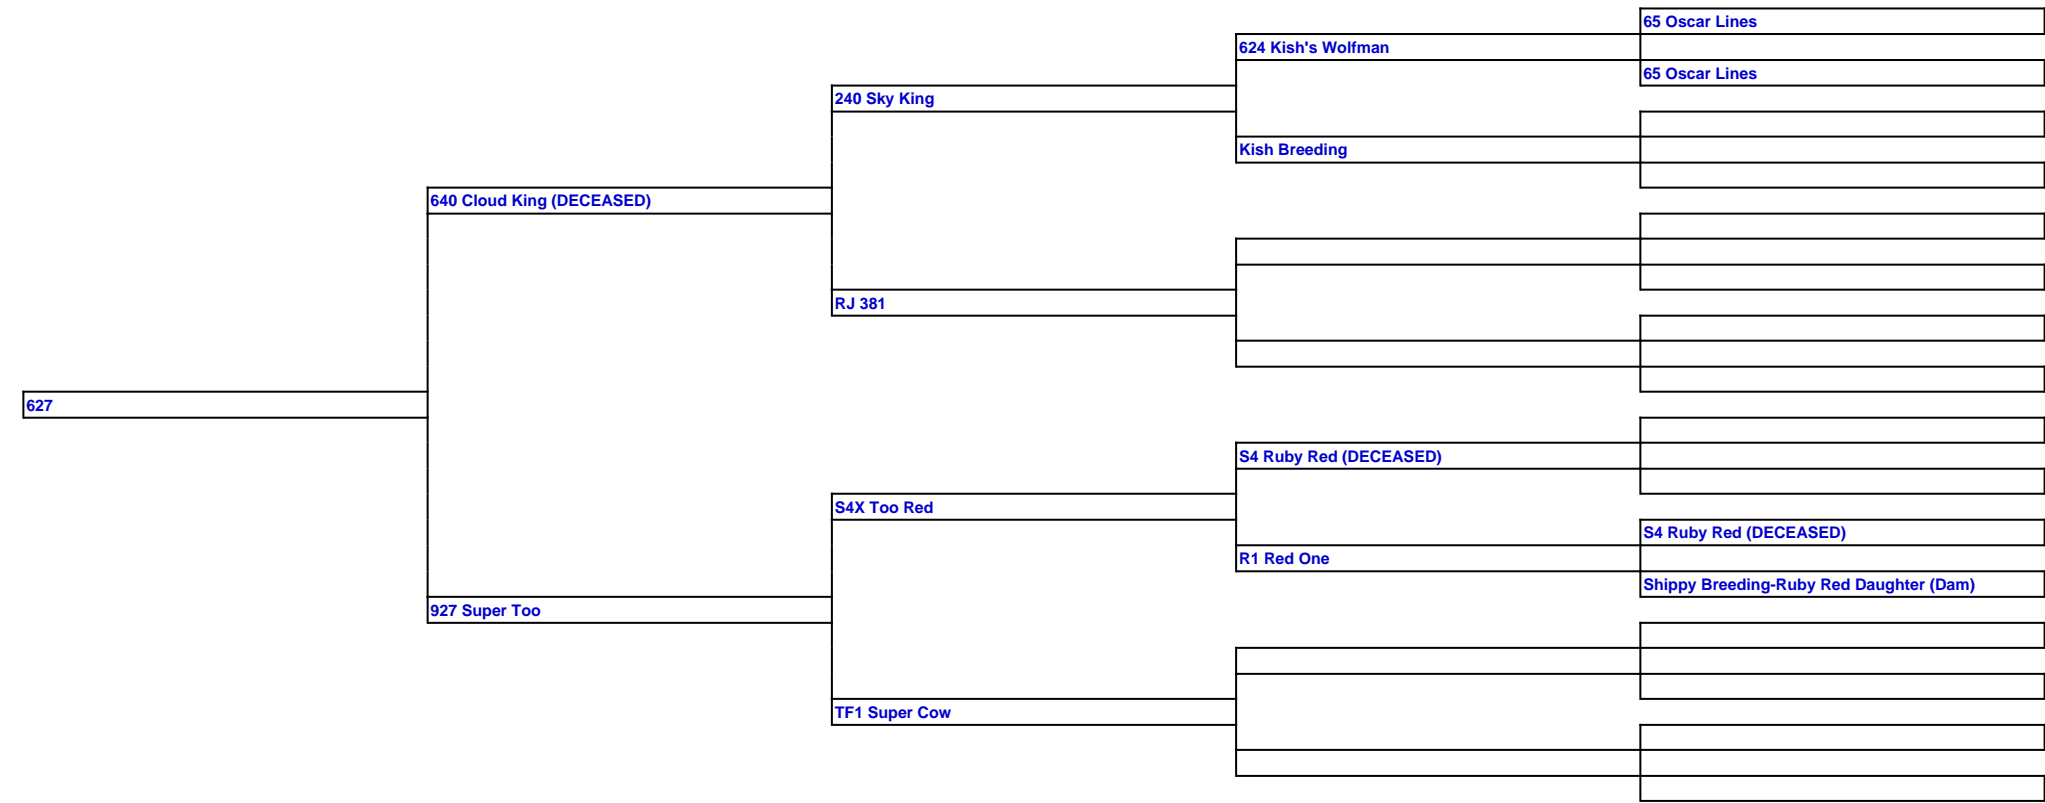 65 Oscar Lines
624 Kish's Wolfman
65 Oscar Lines
240 Sky King
Kish Breeding
640 Cloud King (DECEASED)
RJ 381
627
S4 Ruby Red (DECEASED)
S4X Too Red
S4 Ruby Red (DECEASED)
R1 Red One
Shippy Breeding-Ruby Red Daughter (Dam)
927 Super Too
TF1 Super Cow